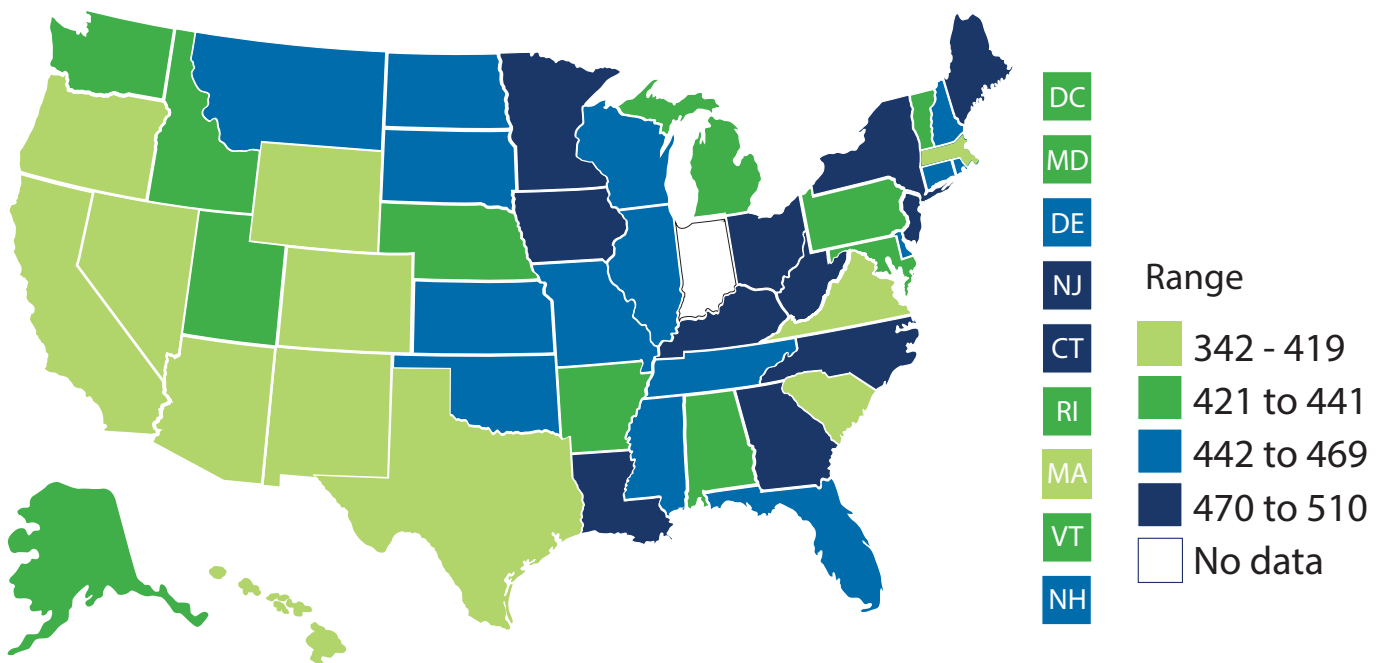 DC
MD
DE
NJ
CT
RI
MA
VT
NH
Range
342 - 419
421 to 441
442 to 469
470 to 510
No data